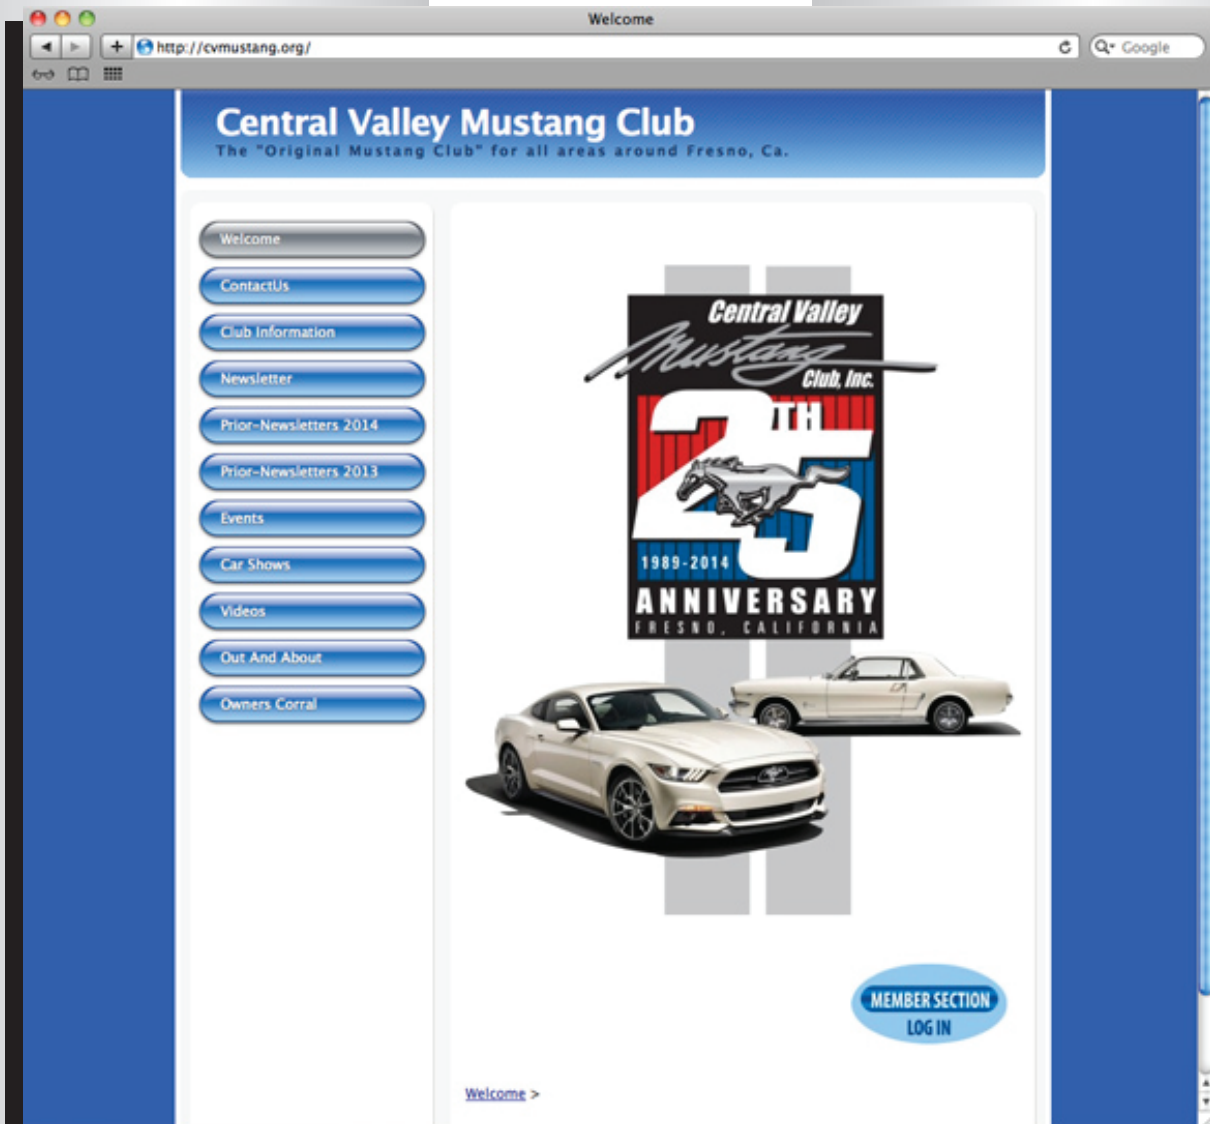 Welcome
http://cvmustang.org/
Google
Central Valley Mustang Club
The "Original Mustang Club" for all areas around Fresno, Ca.
Welcome
ContactUs
Club Information
Newsletter
Prior-Newsletters 2014
Prior-Newsletters 2013
Events
Car Shows
Videos
Out And About
Owners Corral
Central Valley
Mustang
Club, Inc.
25TH
1989-2014
ANNIVERSARY
FRESNO, CALIFORNIA
MEMBER SECTION
LOG IN
Welcome >